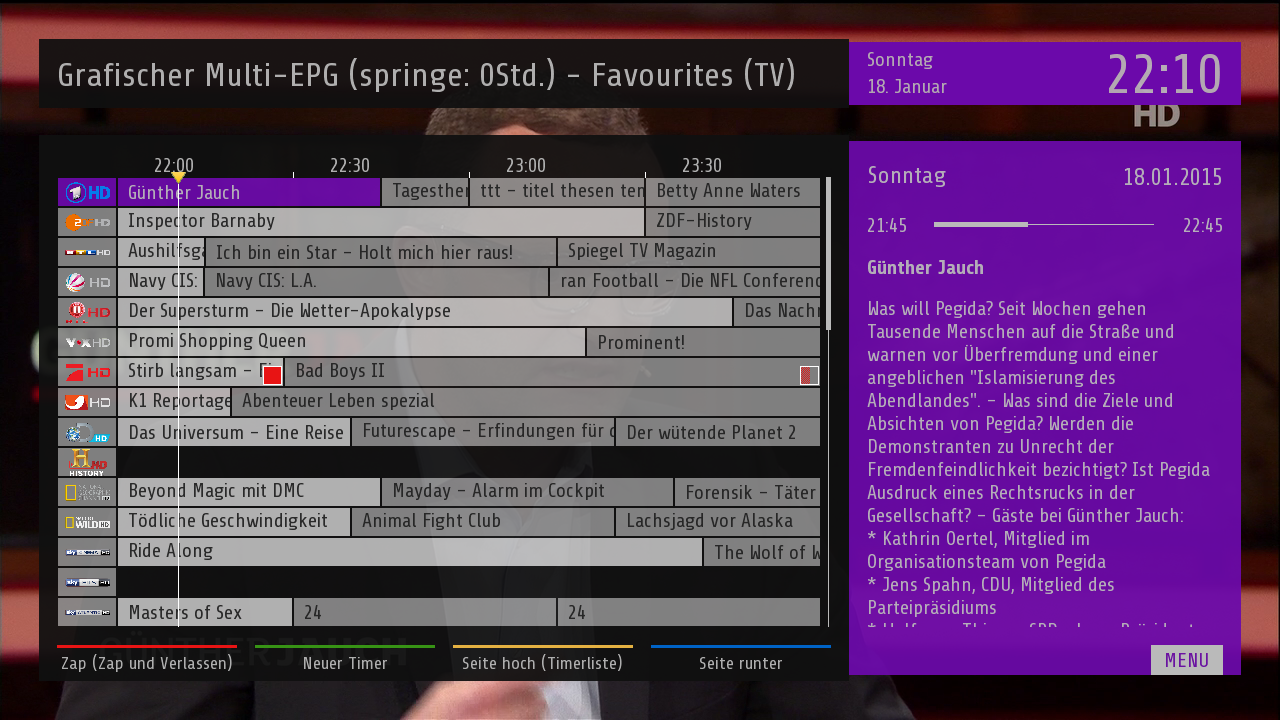 Grafischer Multi-EPG (springe: 0Std.) - Favourites (TV)
Sonntag
18. Januar
22:10
HD
22:00 22:30 23:00 23:30
HD Günther Jauch Tagesther ttt - titel thesen ten Betty Anne Waters
2 HD Inspector Barnaby ZDF-History
HD Aushilfsga Ich bin ein Star - Holt mich hier raus! Spiegel TV Magazin
HD Navy CIS: Navy CIS: L.A. ran Football - Die NFL Conferenc
HD Der Supersturm - Die Wetter-Apokalypse Das Nachr
VOXHD Promi Shopping Queen Prominent!
HD Stirb langsam - Bad Boys II
HD K1 Reportage Abenteuer Leben spezial
HD Das Universum - Eine Reise Futurescape - Erfindungen für d Der wütende Planet 2
H HD
HISTORY
Beyond Magic mit DMC Mayday - Alarm im Cockpit Forensik - Täter
WILD HD Tödliche Geschwindigkeit Animal Fight Club Lachsjagd vor Alaska
sky HD Ride Along The Wolf of W
sky HD
sky HD Masters of Sex 24 24
GÜNTHER JAUCH
Zap (Zap und Verlassen) Neuer Timer Seite hoch (Timerliste) Seite runter
Sonntag 18.01.2015
21:45 22:45
Günther Jauch
Was will Pegida? Seit Wochen gehen
Tausende Menschen auf die Straße und
warnen vor Überfremdung und einer
angeblichen "Islamisierung des
Abendlandes". - Was sind die Ziele und
Absichten von Pegida? Werden die
Demonstranten zu Unrecht der
Fremdenfeindlichkeit bezichtigt? Ist Pegida
Ausdruck eines Rechtsrucks in der
Gesellschaft? - Gäste bei Günther Jauch:
* Kathrin Oertel, Mitglied im
Organisationsteam von Pegida
* Jens Spahn, CDU, Mitglied des
Parteipräsidiums
MENU